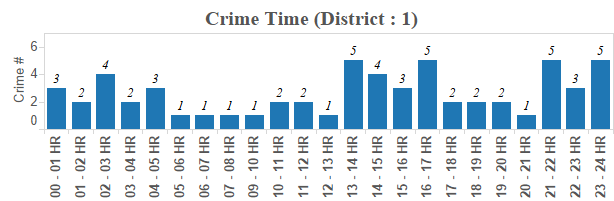 Crime Time (District : 1)
Crime #
6
4
2
0
3 2 4 2 3 1 1 1 1 2 2 1 5 4 3 5 2 2 2 1 5 3 5
00 - 01 HR
01 - 02 HR
02 - 03 HR
03 - 04 HR
04 - 05 HR
05 - 06 HR
06 - 07 HR
07 - 08 HR
09 - 10 HR
10 - 11 HR
11 - 12 HR
12 - 13 HR
13 - 14 HR
14 - 15 HR
15 - 16 HR
16 - 17 HR
17 - 18 HR
18 - 19 HR
19 - 20 HR
20 - 21 HR
21 - 22 HR
22 - 23 HR
23 - 24 HR